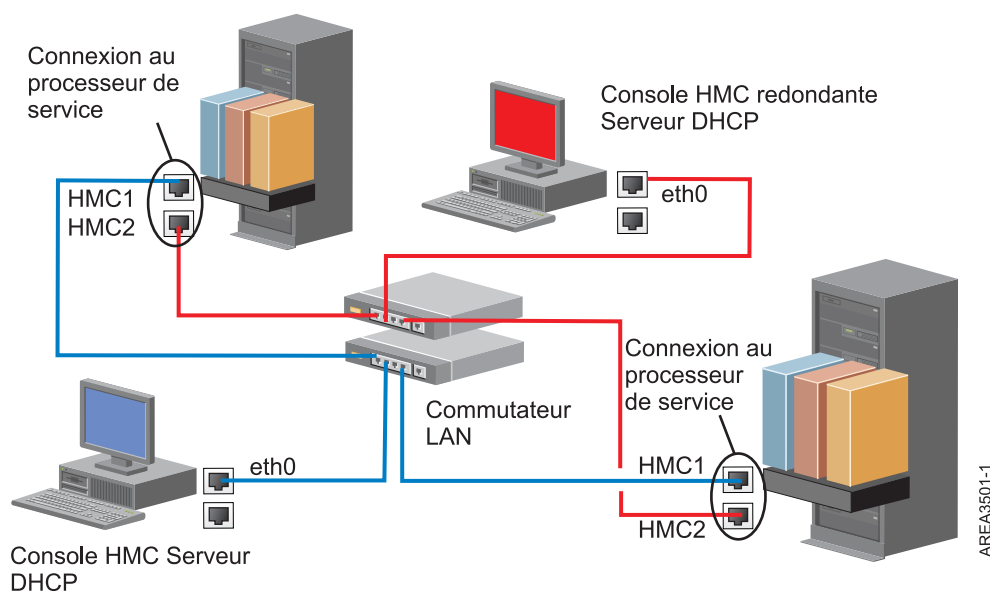 Connexion au
processeur de
service
HMC1
HMC2
Console HMC redondante
Serveur DHCP
eth0
Commutateur
LAN
Connexion au
processeur
de service
HMC1
HMC2
eth0
Console HMC Serveur
DHCP
AREA3501-1